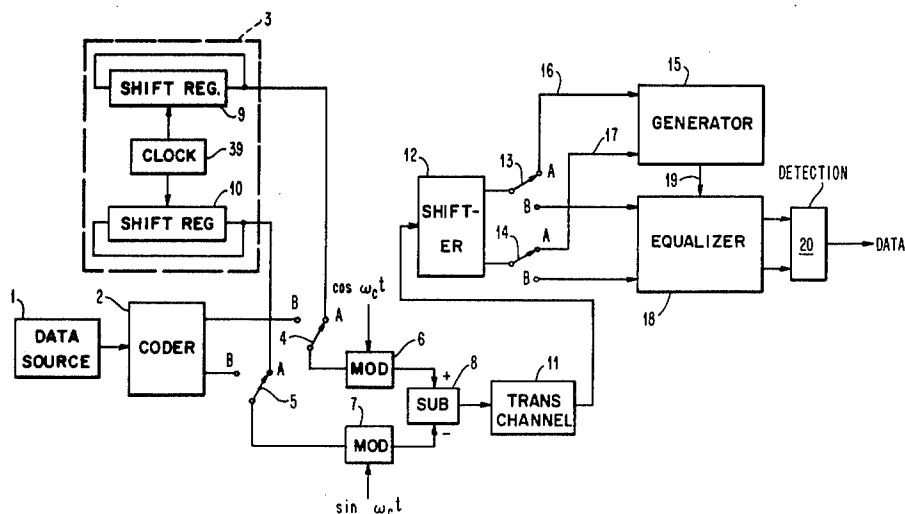 3
SHIFT REG.
9
CLOCK
39
10
SHIFT REG
1
DATA
SOURCE
2
CODER
B
B
A
4
A
5
cos ω_c t
MOD
6
7
MOD
sin ω_c t
+
8
SUB
-
11
TRANS
CHANNEL
12
SHIFT-
ER
13
A
B
14
A
B
16
17
15
GENERATOR
19
EQUALIZER
18
DETECTION
20
DATA